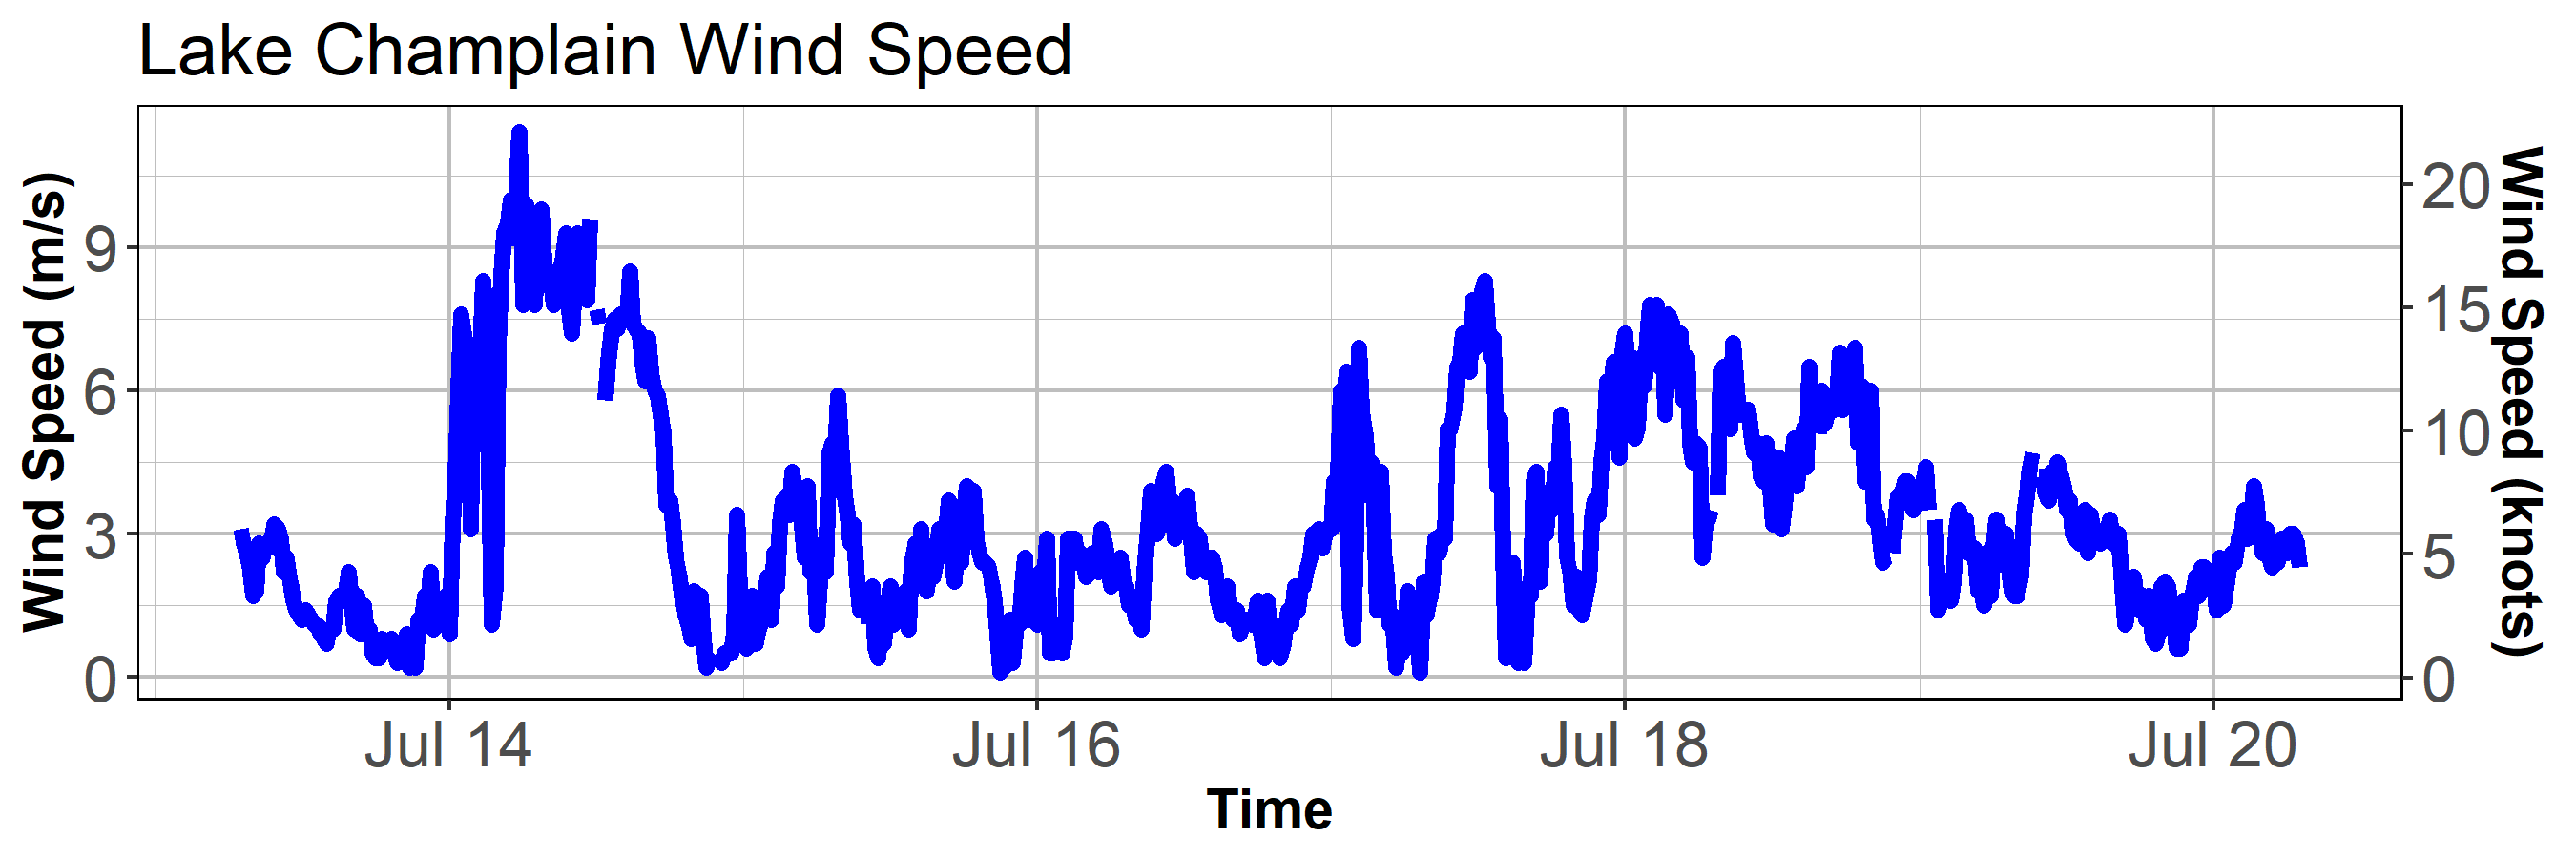 Lake Champlain Wind Speed
Wind Speed (m/s)
9
6
3
0
20
15
10
5
0
Wind Speed (knots)
Jul 14
Jul 16
Jul 18
Jul 20
Time